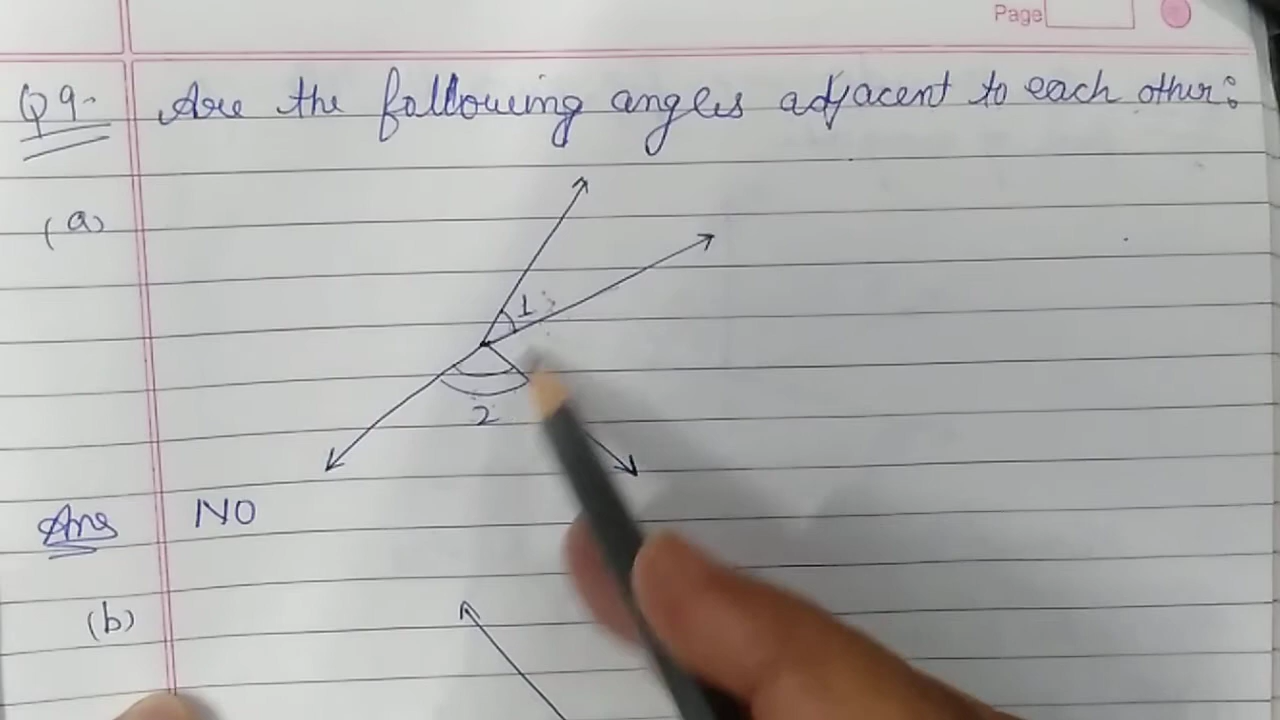 Page
Q9. Are the following angles adjacent to each other:
(a)
1
2
Ans NO
(b)